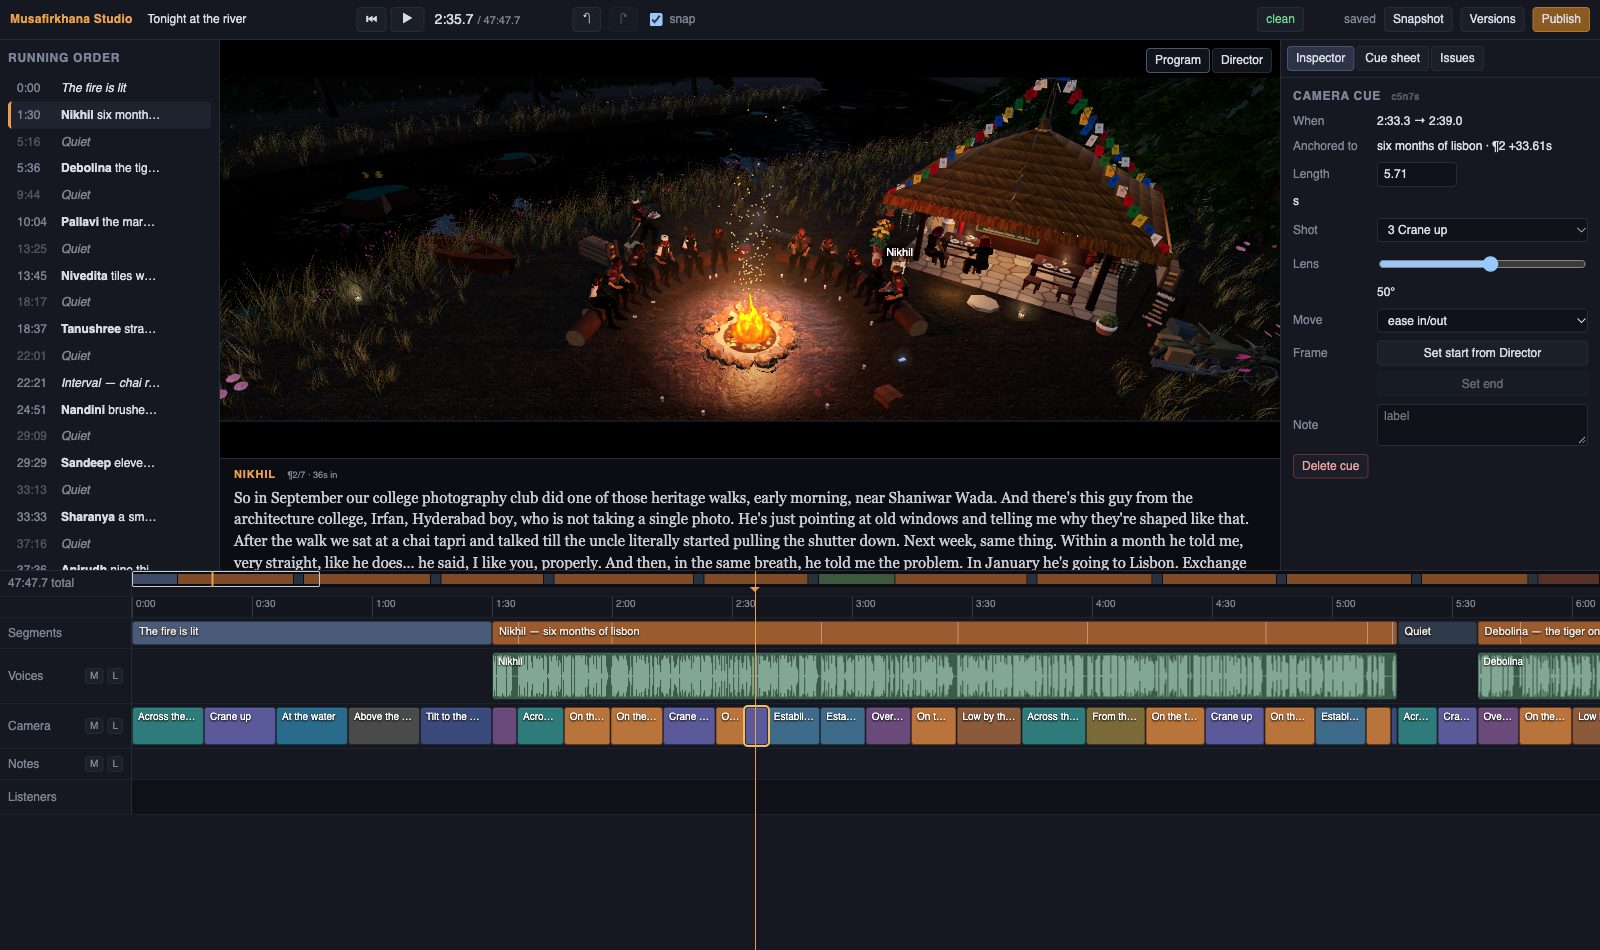 Musafirkhana Studio Tonight at the river
2:35.7 / 47:47.7
snap
clean
saved Snapshot Versions Publish
RUNNING ORDER
0:00 The fire is lit
1:30 Nikhil six month…
5:16 Quiet
5:36 Debolina the tig…
9:44 Quiet
10:04 Pallavi the mar…
13:25 Quiet
13:45 Nivedita tiles w…
18:17 Quiet
18:37 Tanushree stra…
22:01 Quiet
22:21 Interval — chai r…
24:51 Nandini brushe…
29:09 Quiet
29:29 Sandeep eleve…
33:13 Quiet
33:33 Sharanya a sm…
37:16 Quiet
37:36 Anirudh nine thi…
Program Director
Nikhil
NIKHIL ¶2/7 · 36s in
So in September our college photography club did one of those heritage walks, early morning, near Shaniwar Wada. And there's this guy from the
architecture college, Irfan, Hyderabad boy, who is not taking a single photo. He's just pointing at old windows and telling me why they're shaped like that.
After the walk we sat at a chai tapri and talked till the uncle literally started pulling the shutter down. Next week, same thing. Within a month he told me,
very straight, like he does... he said, I like you, properly. And then, in the same breath, he told me the problem. In January he's going to Lisbon. Exchange
Inspector Cue sheet Issues
CAMERA CUE c5n7s
When 2:33.3 → 2:39.0
Anchored to six months of lisbon · ¶2 +33.61s
Length 5.71
s
Shot 3 Crane up
Lens
50°
Move ease in/out
Frame Set start from Director
Set end
Note label
Delete cue
47:47.7 total
0:00 0:30 1:00 1:30 2:00 2:30 3:00 3:30 4:00 4:30 5:00 5:30 6:00
Segments The fire is lit Nikhil — six months of lisbon Quiet Debolina — the tiger on
Voices M L Nikhil Debolina
Camera M L Across the… Crane up At the water Above the … Tilt to the … Acro… On th… On the… Crane … O… Establi… Esta… Over… On t… Low by th… Across th… From th… On the t… Crane up On th… Establ… Acr… Cra… Ove… On the… Low
Notes M L
Listeners